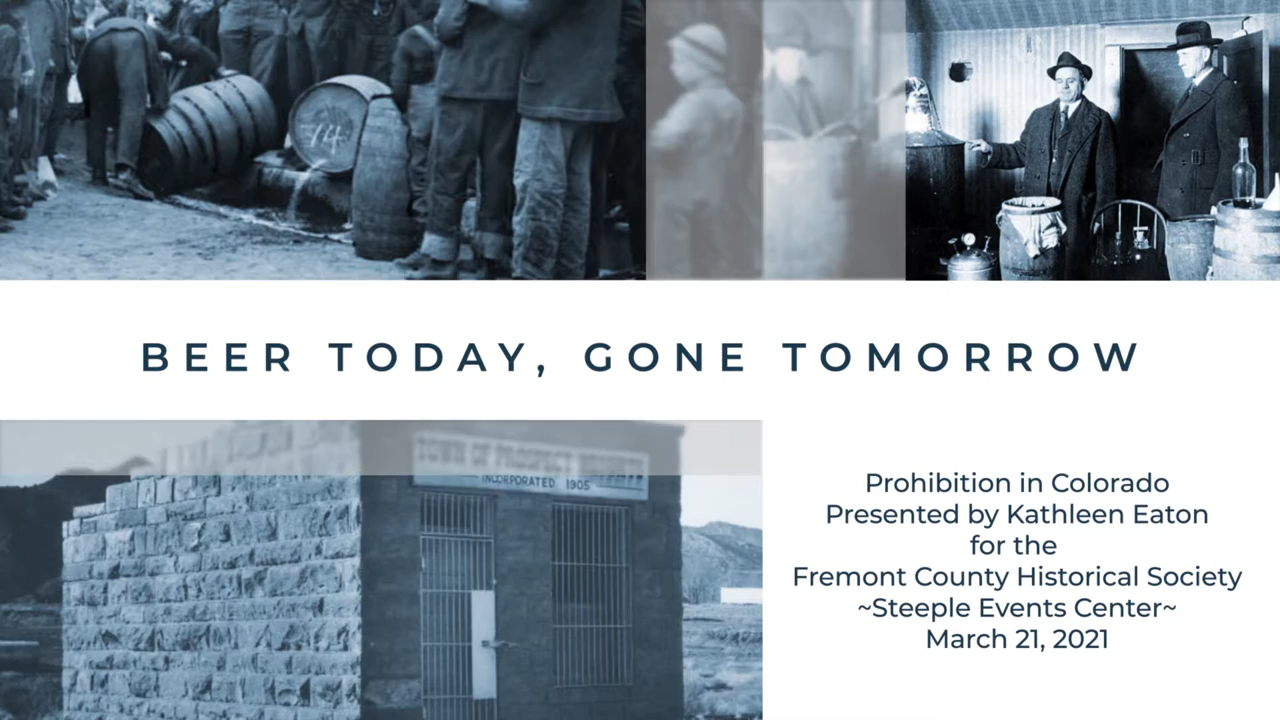 74
BEER TODAY, GONE TOMORROW
TOWN OF PROSPECT HEIGHTS
INCORPORATED 1905
Prohibition in Colorado
Presented by Kathleen Eaton
for the
Fremont County Historical Society
~Steeple Events Center~
March 21, 2021